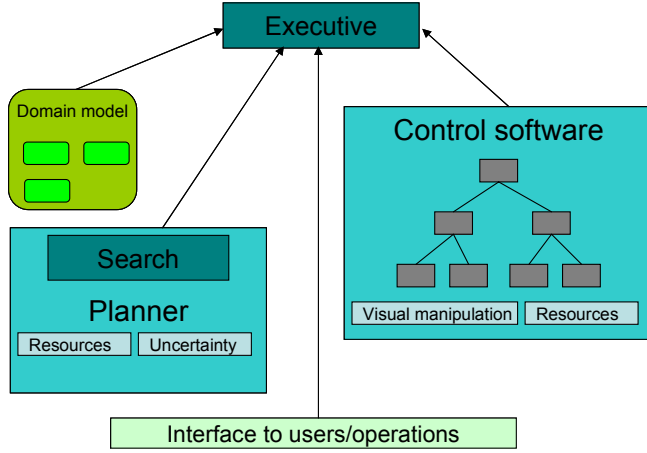 Executive
Domain model
Control software
Search
Planner
Resources
Uncertainty
Visual manipulation
Resources
Interface to users/operations